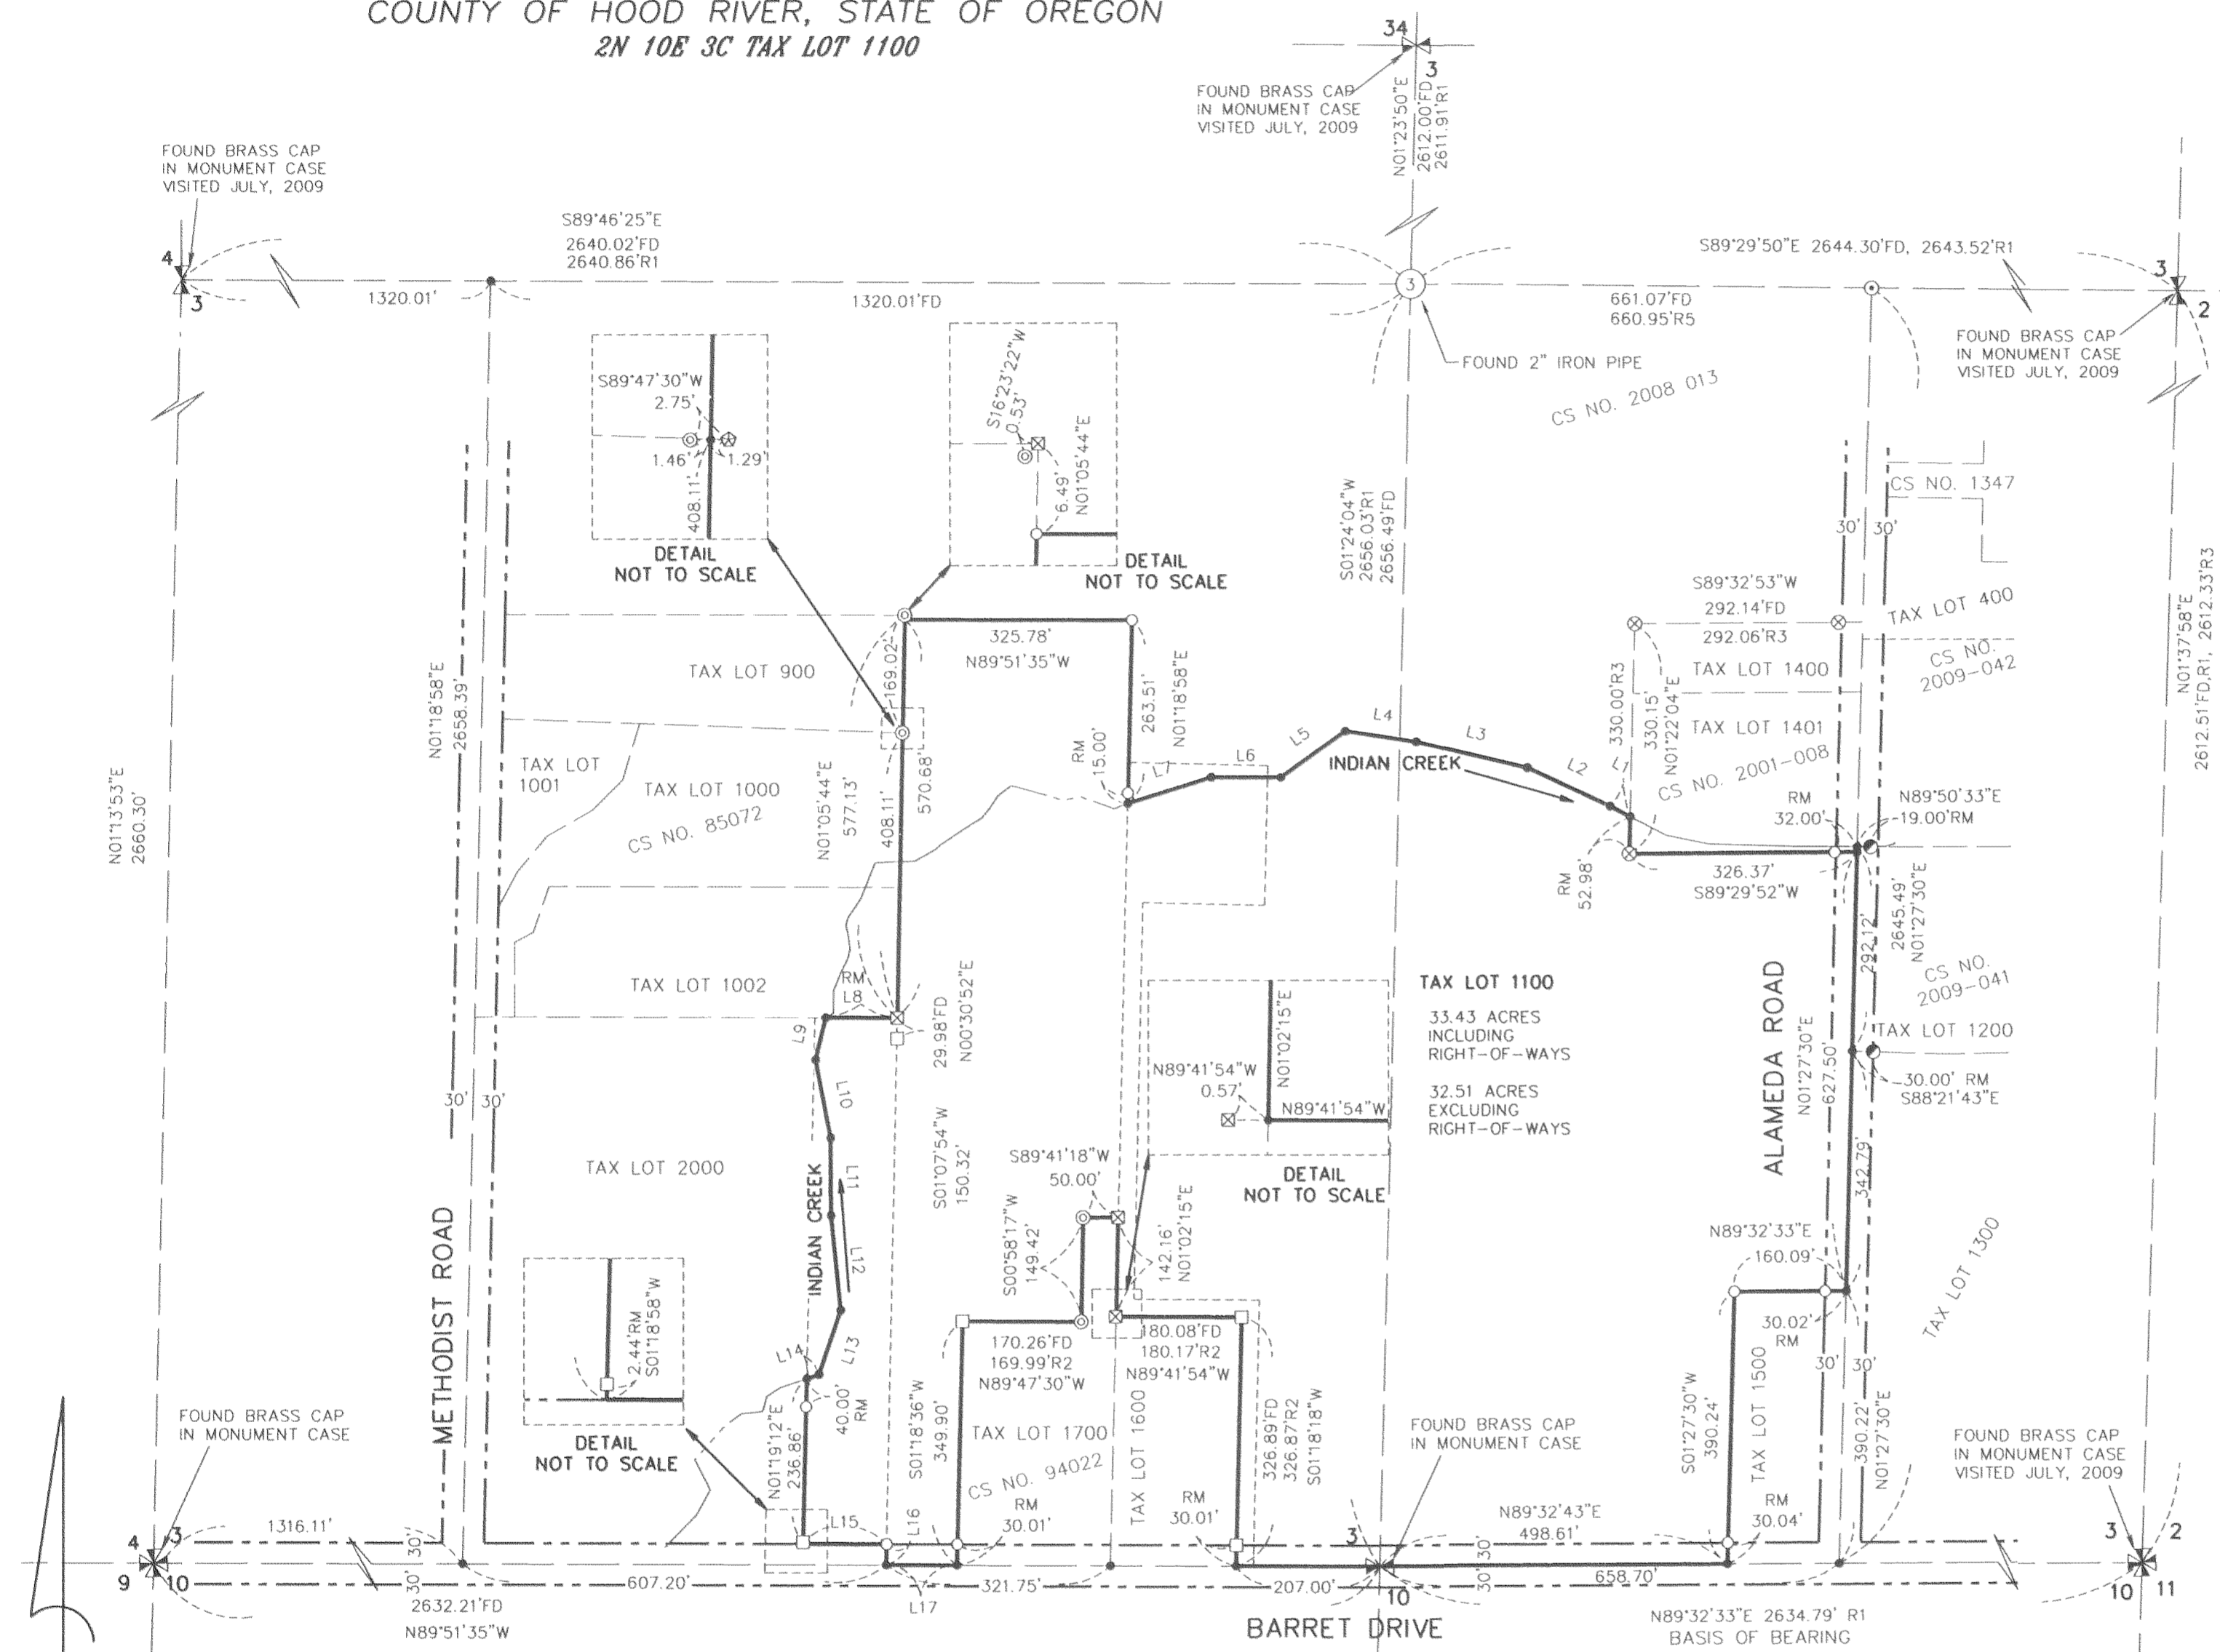 COUNTY OF HOOD RIVER, STATE OF OREGON
2N 10E 3C TAX LOT 1100
34
3
FOUND BRASS CAP
IN MONUMENT CASE
VISITED JULY, 2009
N01°23'50"E
2612.00'FD
2611.91'R1
FOUND BRASS CAP
IN MONUMENT CASE
VISITED JULY, 2009
4
3
S89°46'25"E
2640.02'FD
2640.86'R1
1320.01'
1320.01'FD
3
S89°29'50"E 2644.30'FD, 2643.52'R1
661.07'FD
660.95'R5
3
2
FOUND BRASS CAP
IN MONUMENT CASE
VISITED JULY, 2009
FOUND 2" IRON PIPE
CS NO. 2008 013
S89°47'30"W
2.75'
1.46'
1.29'
408.11'
DETAIL
NOT TO SCALE
S16°23'22"W
0.53'
6.49'
N01°05'44"E
DETAIL
NOT TO SCALE
S01°24'04"W
2656.03'R1
2656.49'FD
CS NO. 1347
30'
30'
S89°32'53"W
292.14'FD
292.06'R3
TAX LOT 400
CS NO.
2009-042
TAX LOT 1400
TAX LOT 1401
CS NO. 2001-008
330.00'R3
330.15'
N01°22'04"E
N01°37'58"E
2612.51'FD,R1, 2612.33'R3
325.78'
N89°51'35"W
169.02'
TAX LOT 900
N01°18'58"E
2658.39'
263.51'
N01°18'58"E
RM
15.00'
L7
L6
L5
L4
L3
L2
L1
INDIAN CREEK
TAX LOT
1001
TAX LOT 1000
CS NO. 85072
N01°05'44"E
577.13'
408.11'
570.68'
N01°13'53"E
2660.30'
RM
32.00'
N89°50'33"E
19.00'RM
RM
52.98'
326.37'
S89°29'52"W
292.12'
2645.49'
N01°27'30"E
CS NO.
2009-041
TAX LOT 1200
30.00' RM
S88°21'43"E
ALAMEDA ROAD
N01°27'30"E
627.50'
342.79'
TAX LOT 1002
RM
L8
L9
29.98'FD
N00°30'52"E
L10
L11
L12
L13
L14
INDIAN CREEK
S01°07'54"W
150.32'
TAX LOT 1100
33.43 ACRES
INCLUDING
RIGHT-OF-WAYS
32.51 ACRES
EXCLUDING
RIGHT-OF-WAYS
N01°02'15"E
N89°41'54"W
0.57'
N89°41'54"W
DETAIL
NOT TO SCALE
30'
30'
TAX LOT 2000
METHODIST ROAD
S89°41'18"W
50.00'
S00°58'17"W
149.42'
142.16'
N01°02'15"E
N89°32'33"E
160.09'
30.02'
RM
TAX LOT 1300
TAX LOT 1500
30'
30'
2.44'RM
S01°18'58"W
DETAIL
NOT TO SCALE
170.26'FD
169.99'R2
N89°47'30"W
180.08'FD
180.17'R2
N89°41'54"W
N01°19'12"E
236.86'
40.00'
RM
S01°18'36"W
349.90'
TAX LOT 1700
CS NO. 94022
TAX LOT 1600
326.89'FD
326.87'R2
S01°18'18"W
S01°27'30"W
390.24'
390.22'
N01°27'30"E
FOUND BRASS CAP
IN MONUMENT CASE
FOUND BRASS CAP
IN MONUMENT CASE
FOUND BRASS CAP
IN MONUMENT CASE
VISITED JULY, 2009
RM
30.01'
RM
30.01'
RM
30.04'
N89°32'43"E
498.61'
L15
L16
L17
4
3
9
10
1316.11'
30'
30'
607.20'
321.75'
207.00'
3
10
30'
30'
658.70'
3
2
10
11
2632.21'FD
N89°51'35"W
BARRET DRIVE
N89°32'33"E 2634.79' R1
BASIS OF BEARING